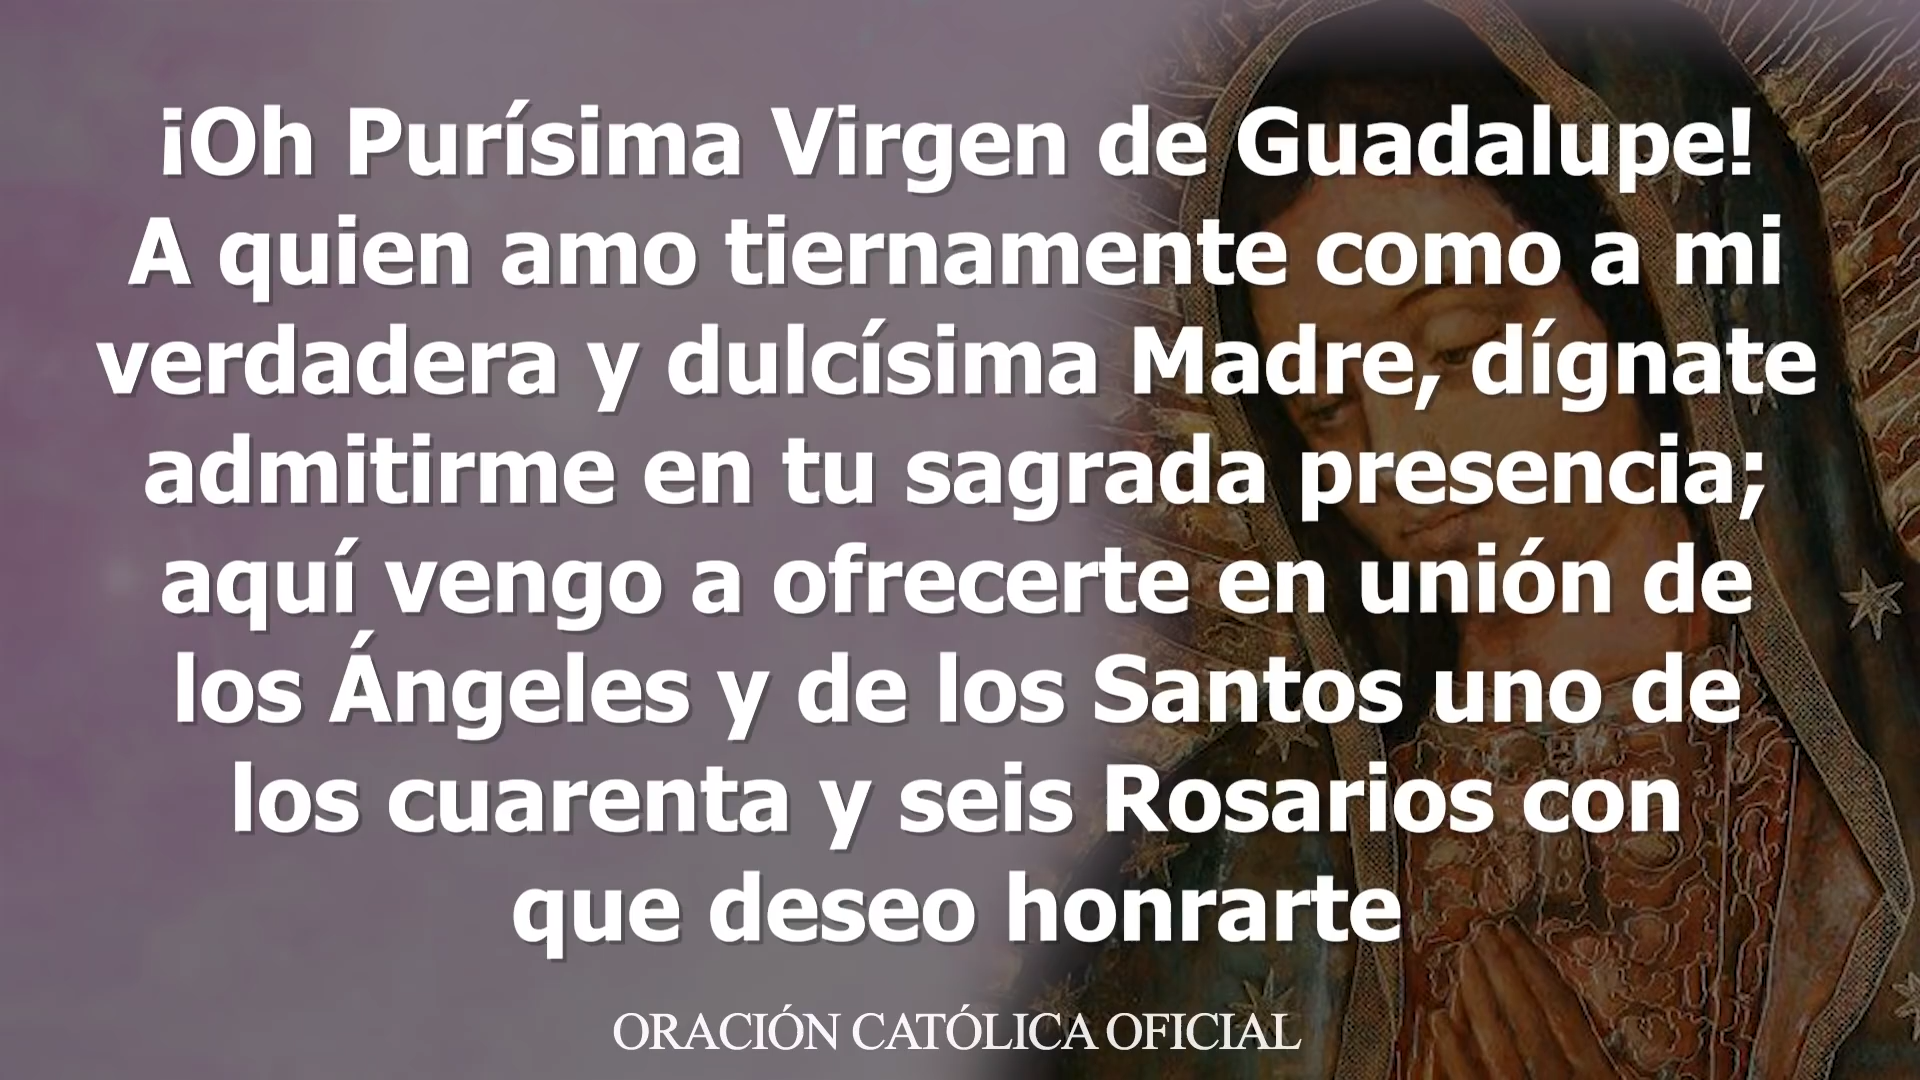 ¡Oh Purísima Virgen de Guadalupe!
A quien amo tiernamente como a mi
verdadera y dulcísima Madre, dígnate
admitirme en tu sagrada presencia;
aquí vengo a ofrecerte en unión de
los Ángeles y de los Santos uno de
los cuarenta y seis Rosarios con
que deseo honrarte
ORACIÓN CATÓLICA OFICIAL